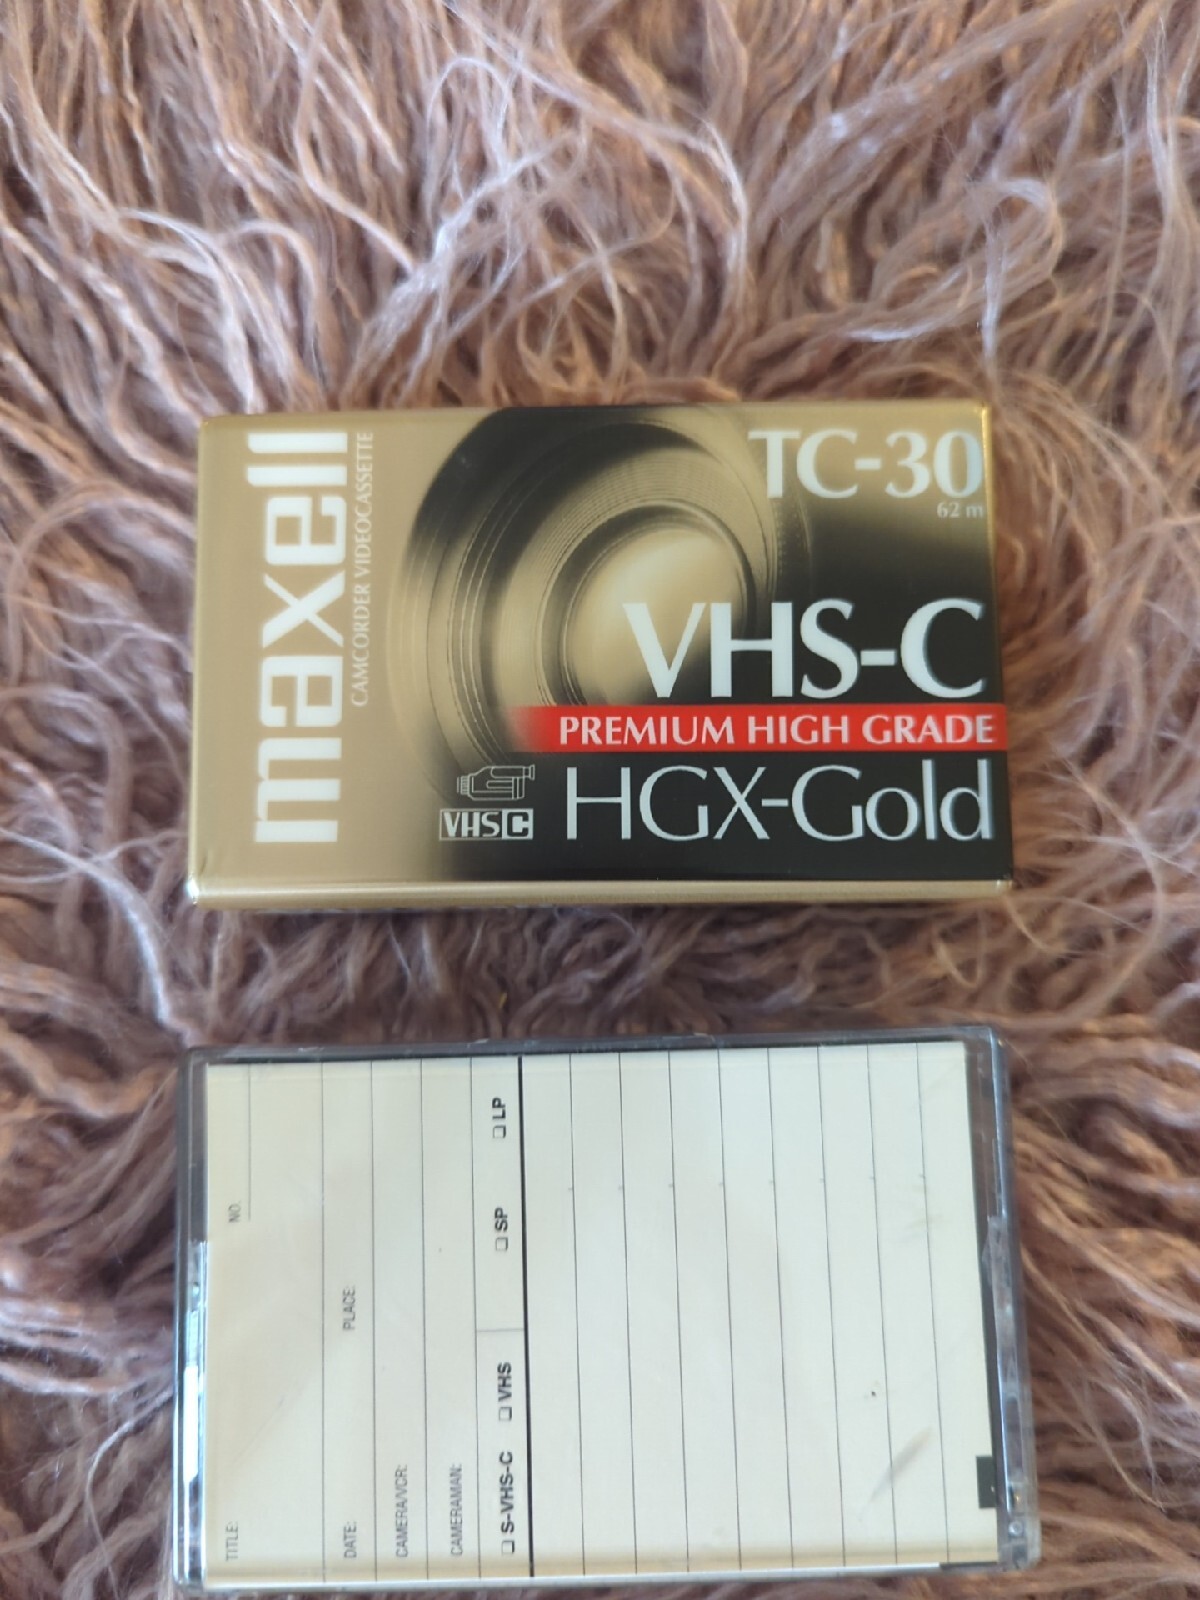 maxell
CAMCORDER VIDEOCASSETTE
TC-30
62 m
VHS-C
PREMIUM HIGH GRADE
VHS C
HGX-Gold
TITLE: NO.
DATE: PLACE:
CAMERA/VCR:
CAMERAMAN:
☐ S-VHS-C ☐ VHS ☐ SP ☐ LP